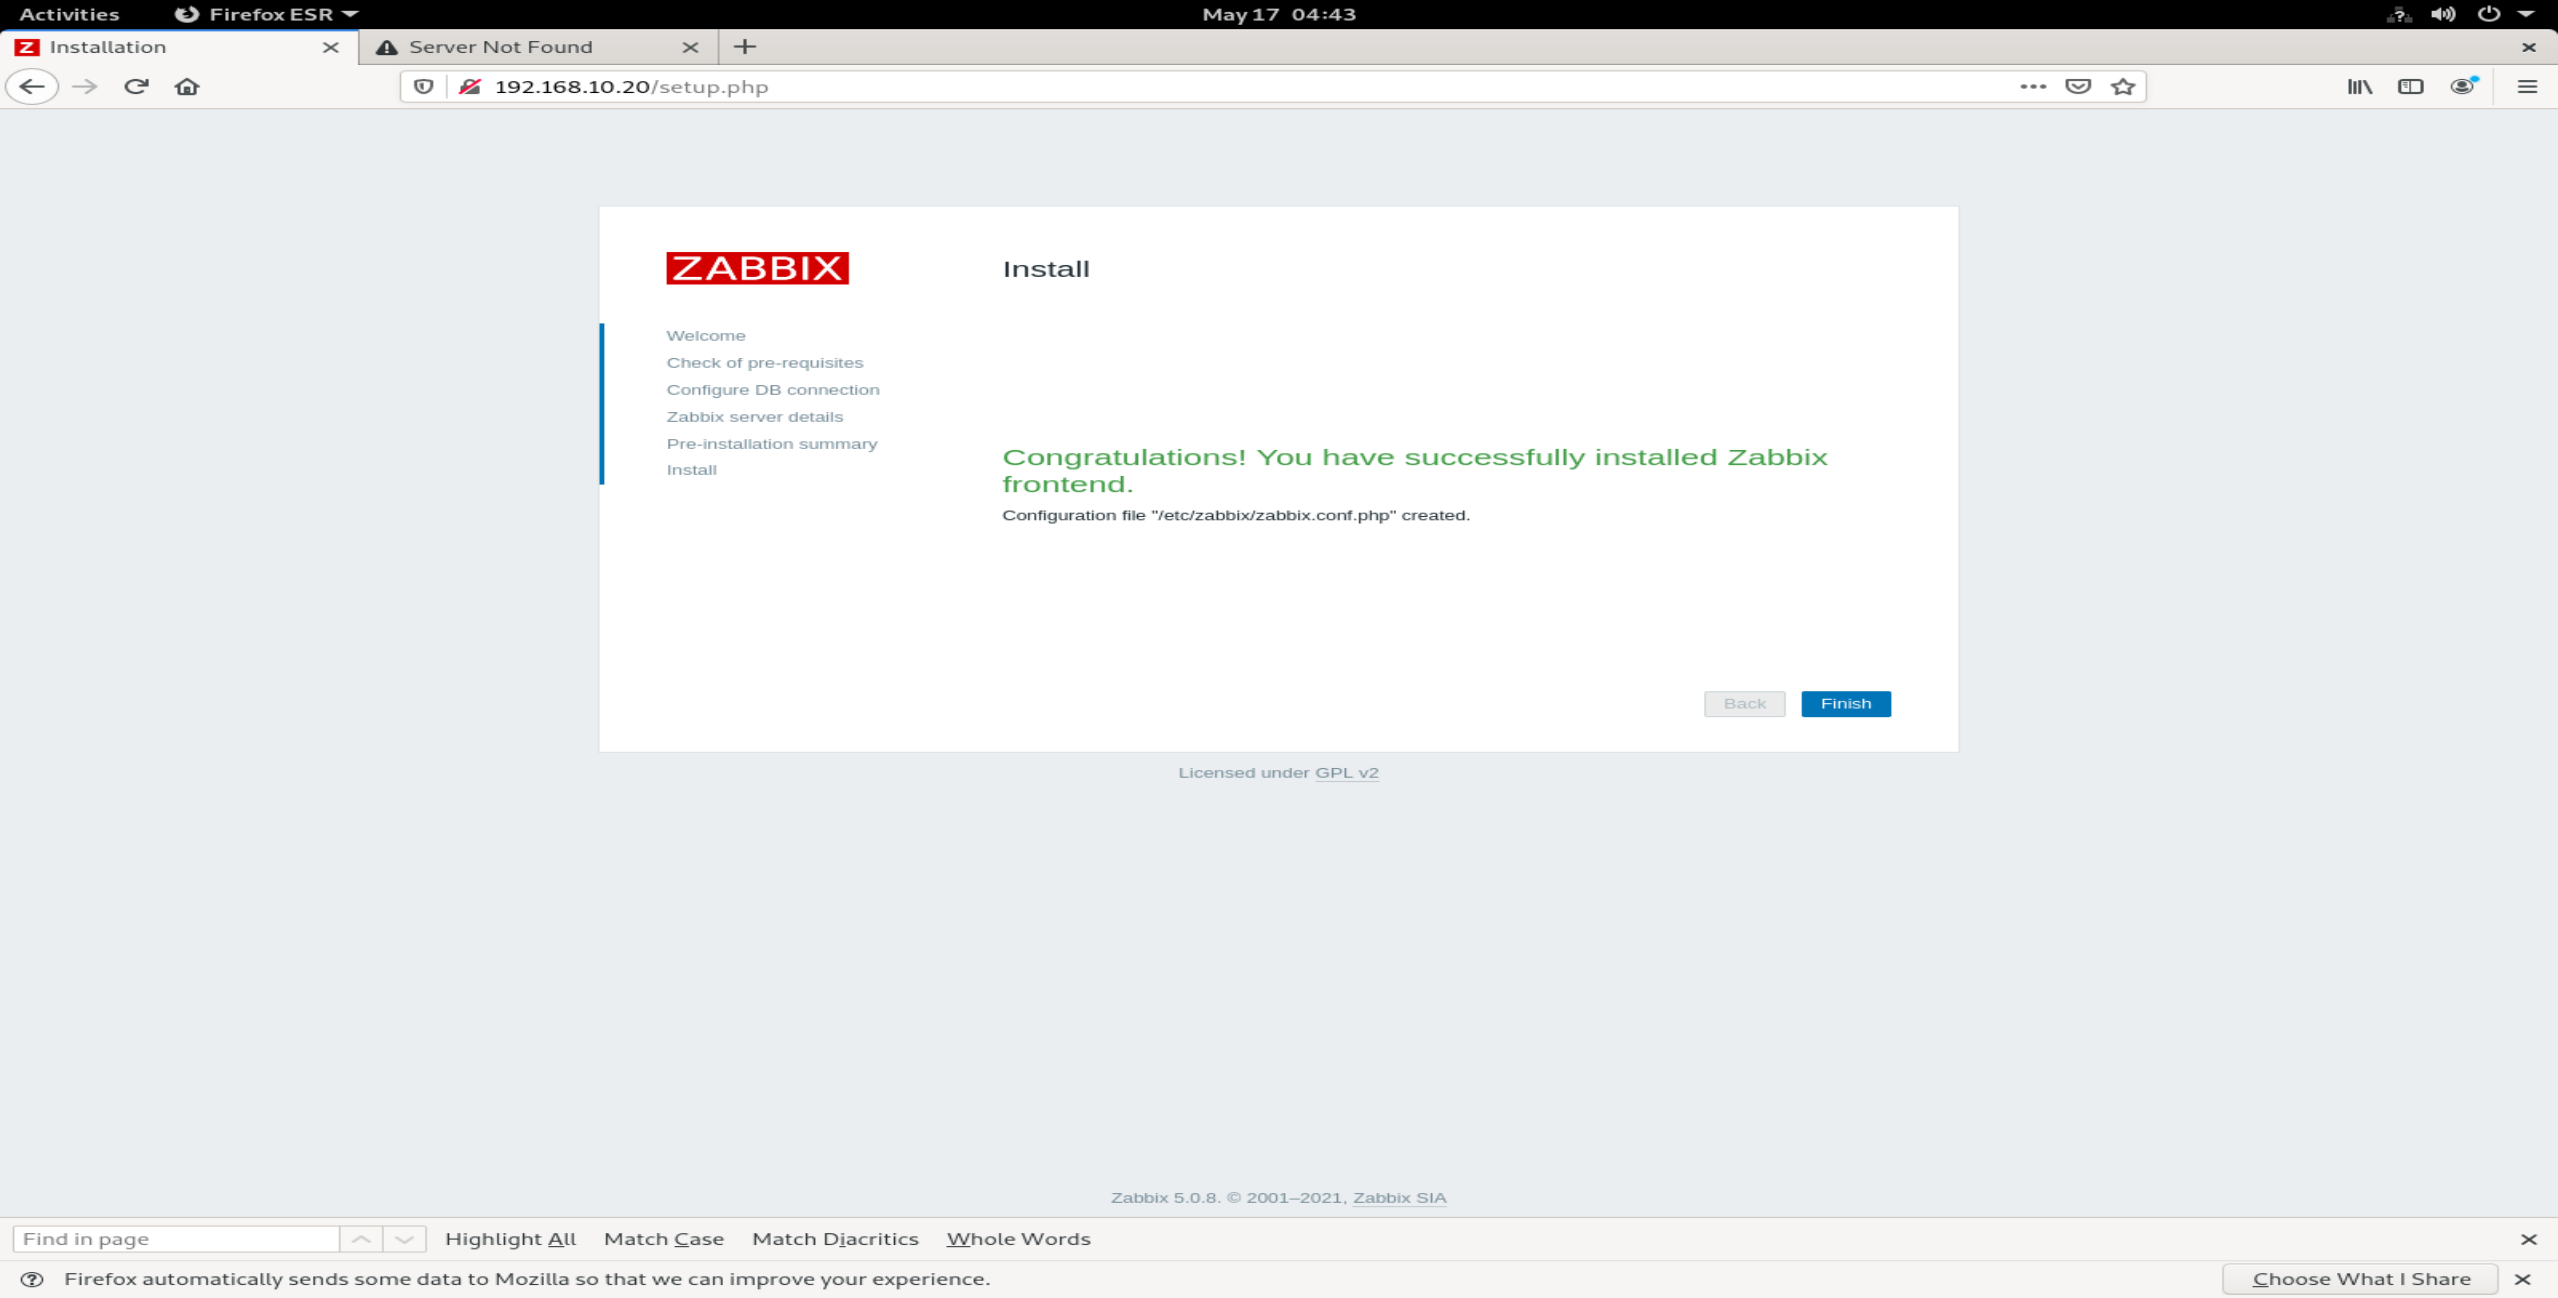 Activities
Firefox ESR
May 17 04:43
Installation
Server Not Found
192.168.10.20/setup.php
ZABBIX
Install
Welcome
Check of pre-requisites
Configure DB connection
Zabbix server details
Pre-installation summary
Install
Congratulations! You have successfully installed Zabbix
frontend.
Configuration file "/etc/zabbix/zabbix.conf.php" created.
Back
Finish
Licensed under GPL v2
Zabbix 5.0.8. © 2001–2021, Zabbix SIA
Find in page
Highlight All
Match Case
Match Diacritics
Whole Words
Firefox automatically sends some data to Mozilla so that we can improve your experience.
Choose What I Share